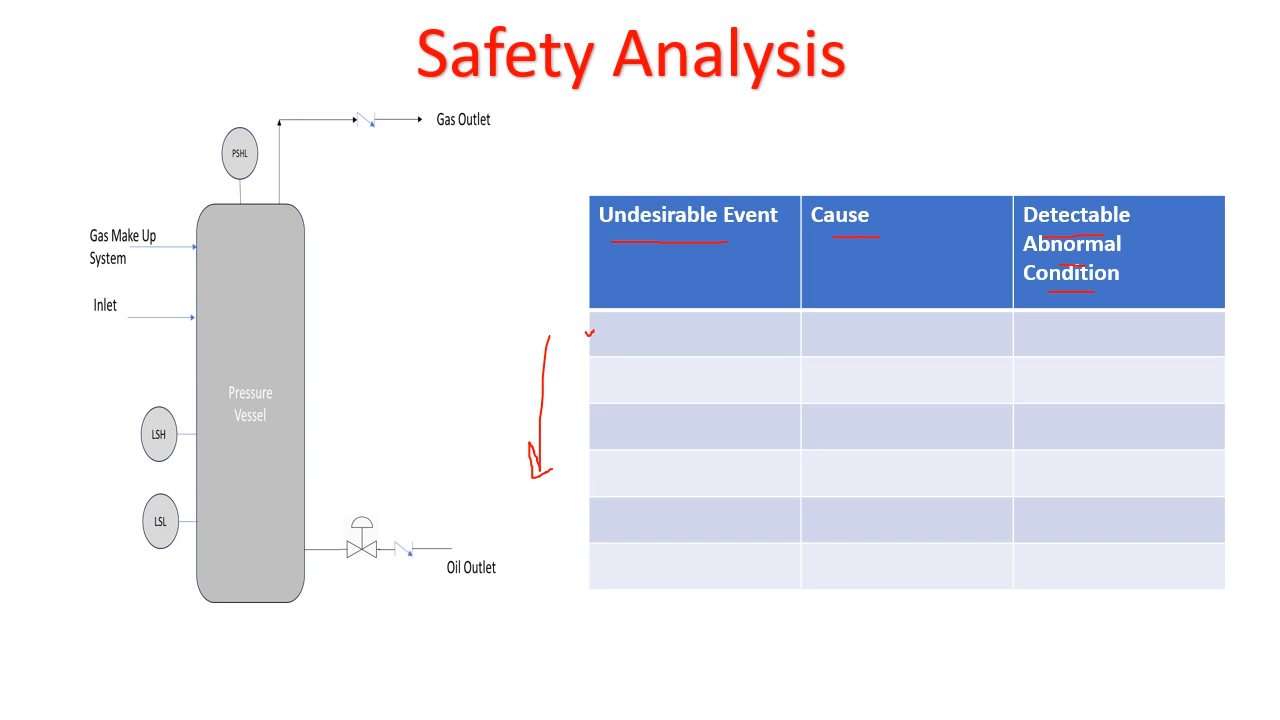 Safety Analysis
Gas Outlet
PSHL
Gas Make Up
System
Inlet
Pressure
Vessel
LSH
LSL
Oil Outlet
Undesirable Event
Cause
Detectable
Abnormal
Condition